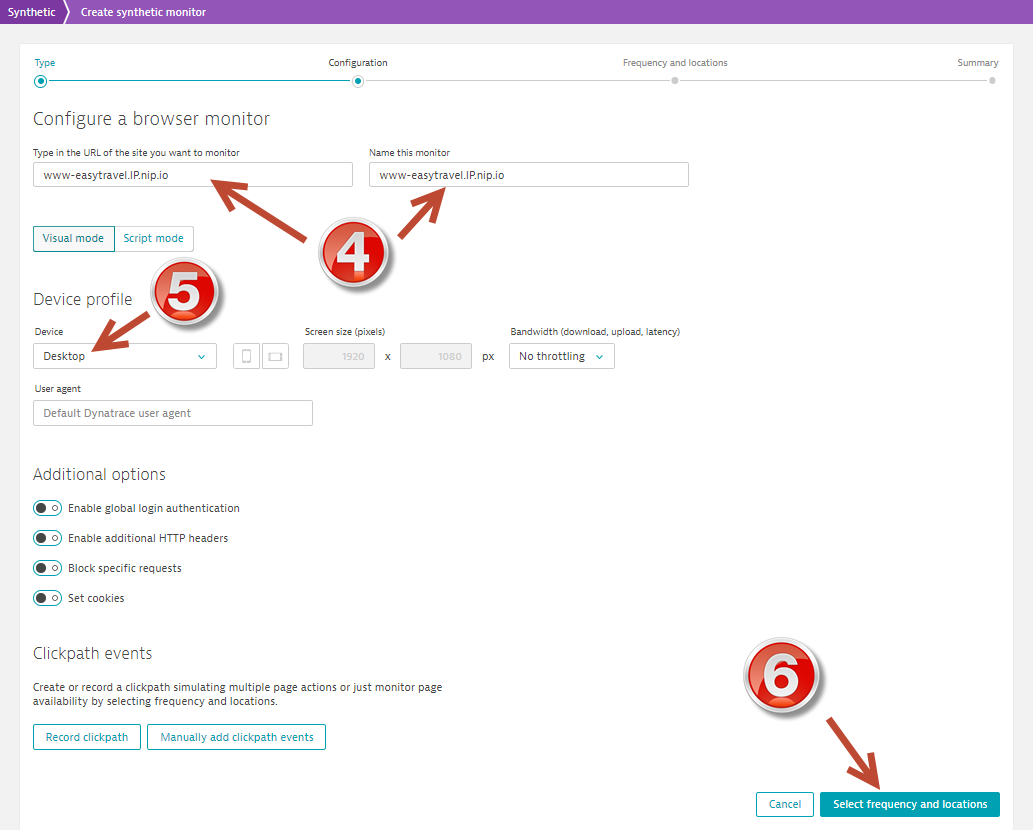 Synthetic
Create synthetic monitor
Type
Configuration
Frequency and locations
Summary
Configure a browser monitor
Type in the URL of the site you want to monitor
Name this monitor
www-easytravel.IP.nip.io
www-easytravel.IP.nip.io
4
Visual mode
Script mode
5
Device profile
Device
Screen size (pixels)
Bandwidth (download, upload, latency)
Desktop
1920
x
1080
px
No throttling
User agent
Default Dynatrace user agent
Additional options
Enable global login authentication
Enable additional HTTP headers
Block specific requests
Set cookies
Clickpath events
Create or record a clickpath simulating multiple page actions or just monitor page
availability by selecting frequency and locations.
6
Record clickpath
Manually add clickpath events
Cancel
Select frequency and locations